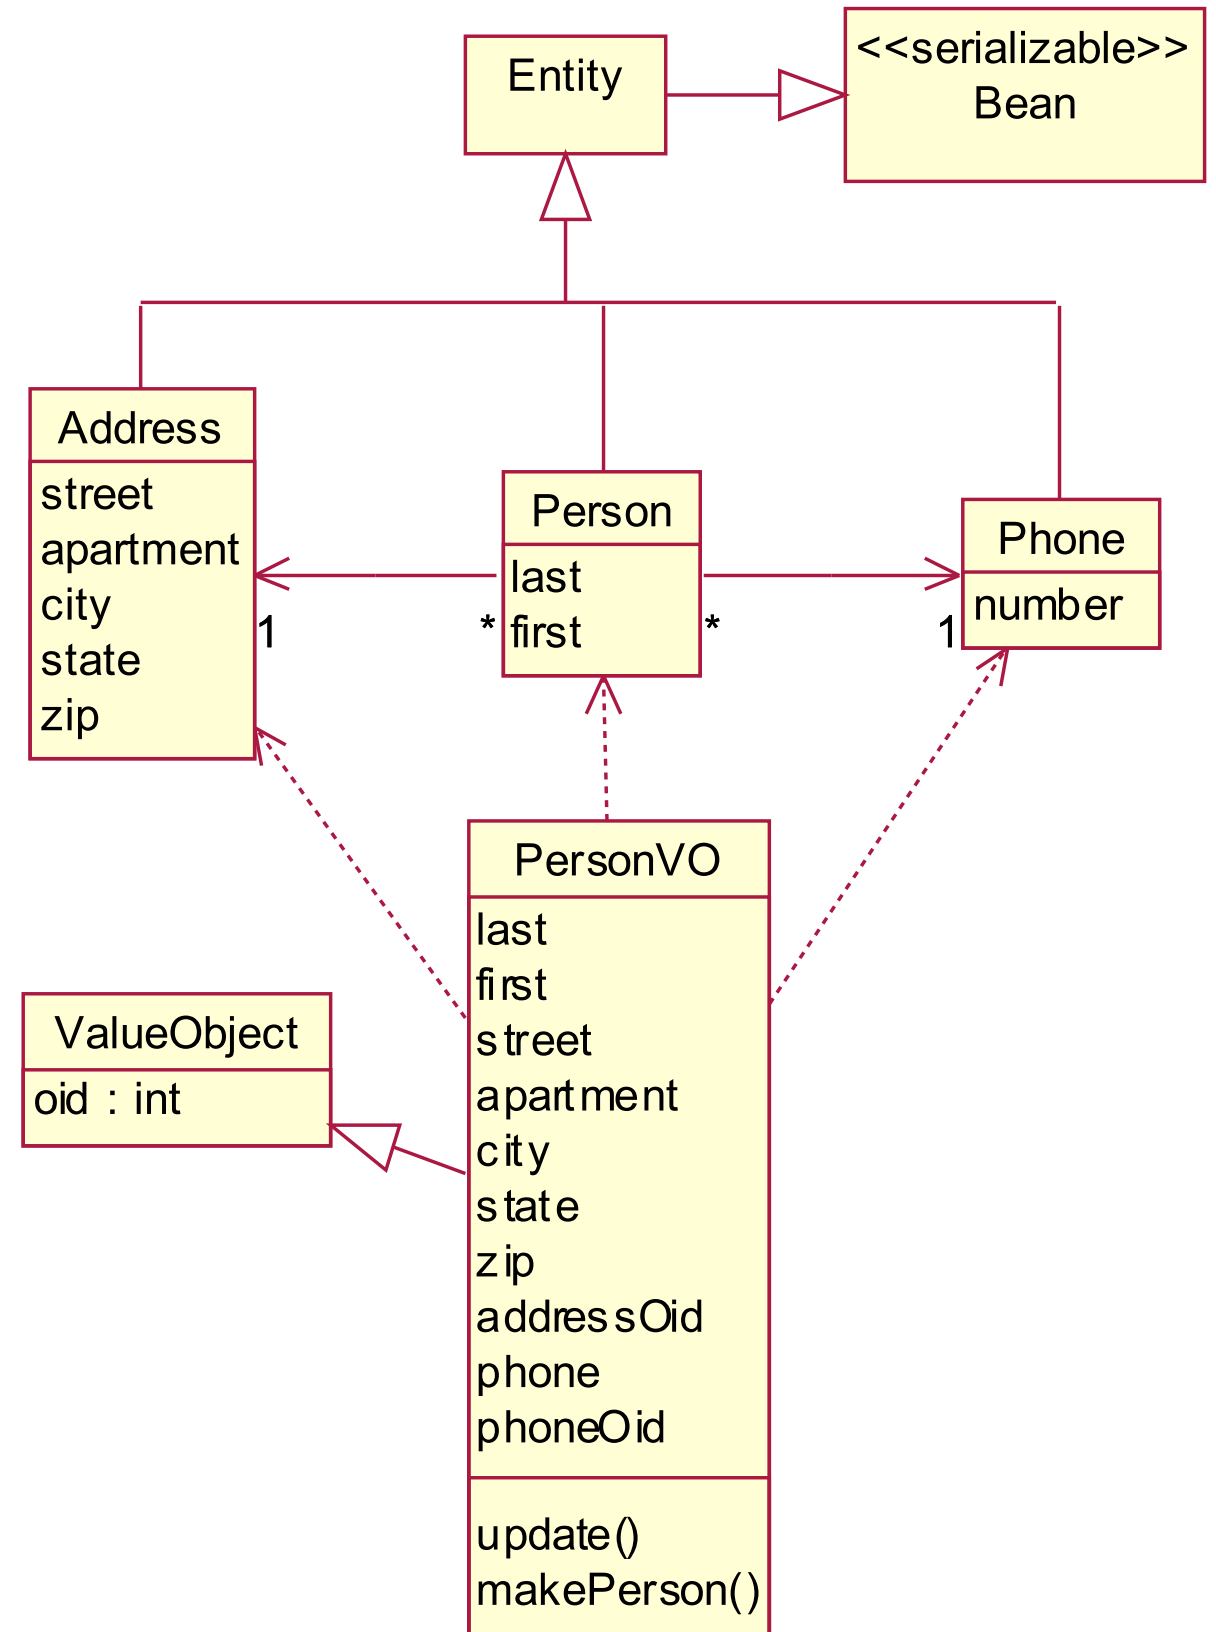 Entity
<<serializable>>
Bean
Address
street
apartment
city
state
zip
Person
last
first
Phone
number
1
*
*
1
PersonVO
last
first
street
apartment
city
state
zip
addressOid
phone
phoneOid
update()
makePerson()
ValueObject
oid : int